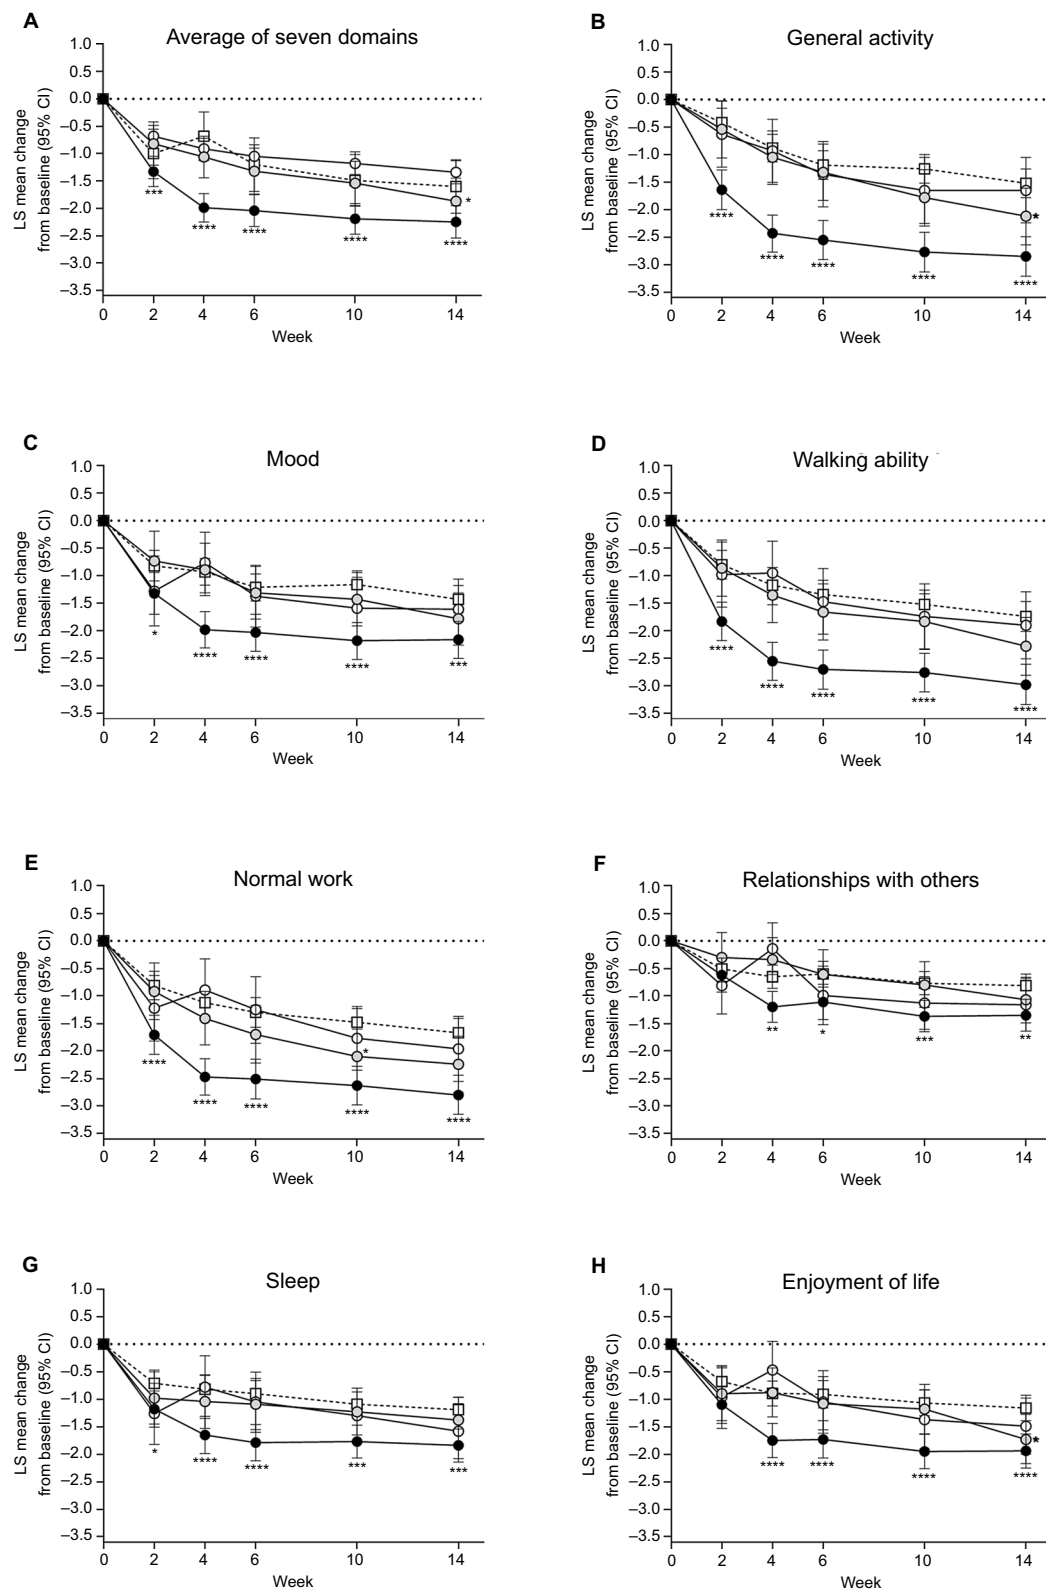 A
Average of seven domains
LS mean change
from baseline (95% CI)
1.0
0.5
0.0
–0.5
–1.0
–1.5
–2.0
–2.5
–3.0
–3.5
***
****
****
****
****
*
0 2 4 6 10 14
Week
B
General activity
LS mean change
from baseline (95% CI)
1.0
0.5
0.0
–0.5
–1.0
–1.5
–2.0
–2.5
–3.0
–3.5
****
****
****
****
****
*
0 2 4 6 10 14
Week
C
Mood
LS mean change
from baseline (95% CI)
1.0
0.5
0.0
–0.5
–1.0
–1.5
–2.0
–2.5
–3.0
–3.5
*
****
****
****
***
0 2 4 6 10 14
Week
D
Walking ability
LS mean change
from baseline (95% CI)
1.0
0.5
0.0
–0.5
–1.0
–1.5
–2.0
–2.5
–3.0
–3.5
****
****
****
****
****
0 2 4 6 10 14
Week
E
Normal work
LS mean change
from baseline (95% CI)
1.0
0.5
0.0
–0.5
–1.0
–1.5
–2.0
–2.5
–3.0
–3.5
****
****
****
*
****
****
0 2 4 6 10 14
Week
F
Relationships with others
LS mean change
from baseline (95% CI)
1.0
0.5
0.0
–0.5
–1.0
–1.5
–2.0
–2.5
–3.0
–3.5
**
*
***
**
0 2 4 6 10 14
Week
G
Sleep
LS mean change
from baseline (95% CI)
1.0
0.5
0.0
–0.5
–1.0
–1.5
–2.0
–2.5
–3.0
–3.5
*
****
****
***
***
0 2 4 6 10 14
Week
H
Enjoyment of life
LS mean change
from baseline (95% CI)
1.0
0.5
0.0
–0.5
–1.0
–1.5
–2.0
–2.5
–3.0
–3.5
****
****
****
****
*
0 2 4 6 10 14
Week